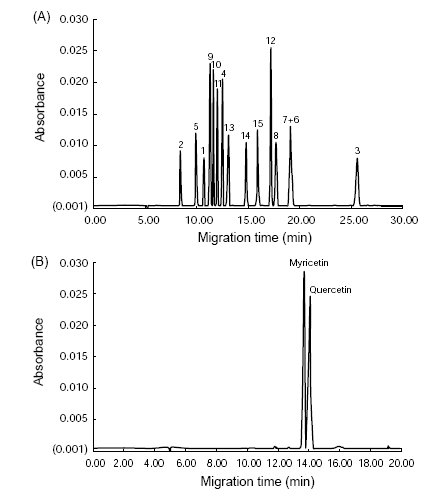 (A)
0.030
0.025
0.020
0.015
0.010
0.005
(0.001)
Absorbance
2
5
1
9
10
11
4
13
14
15
12
8
7+6
3
0.00 5.00 10.00 15.00 20.00 25.00 30.00
Migration time (min)
(B)
0.030
0.025
0.020
0.015
0.010
0.005
(0.001)
Absorbance
Myricetin
Quercetin
0.00 2.00 4.00 6.00 8.00 10.00 12.00 14.00 16.00 18.00 20.00
Migration time (min)